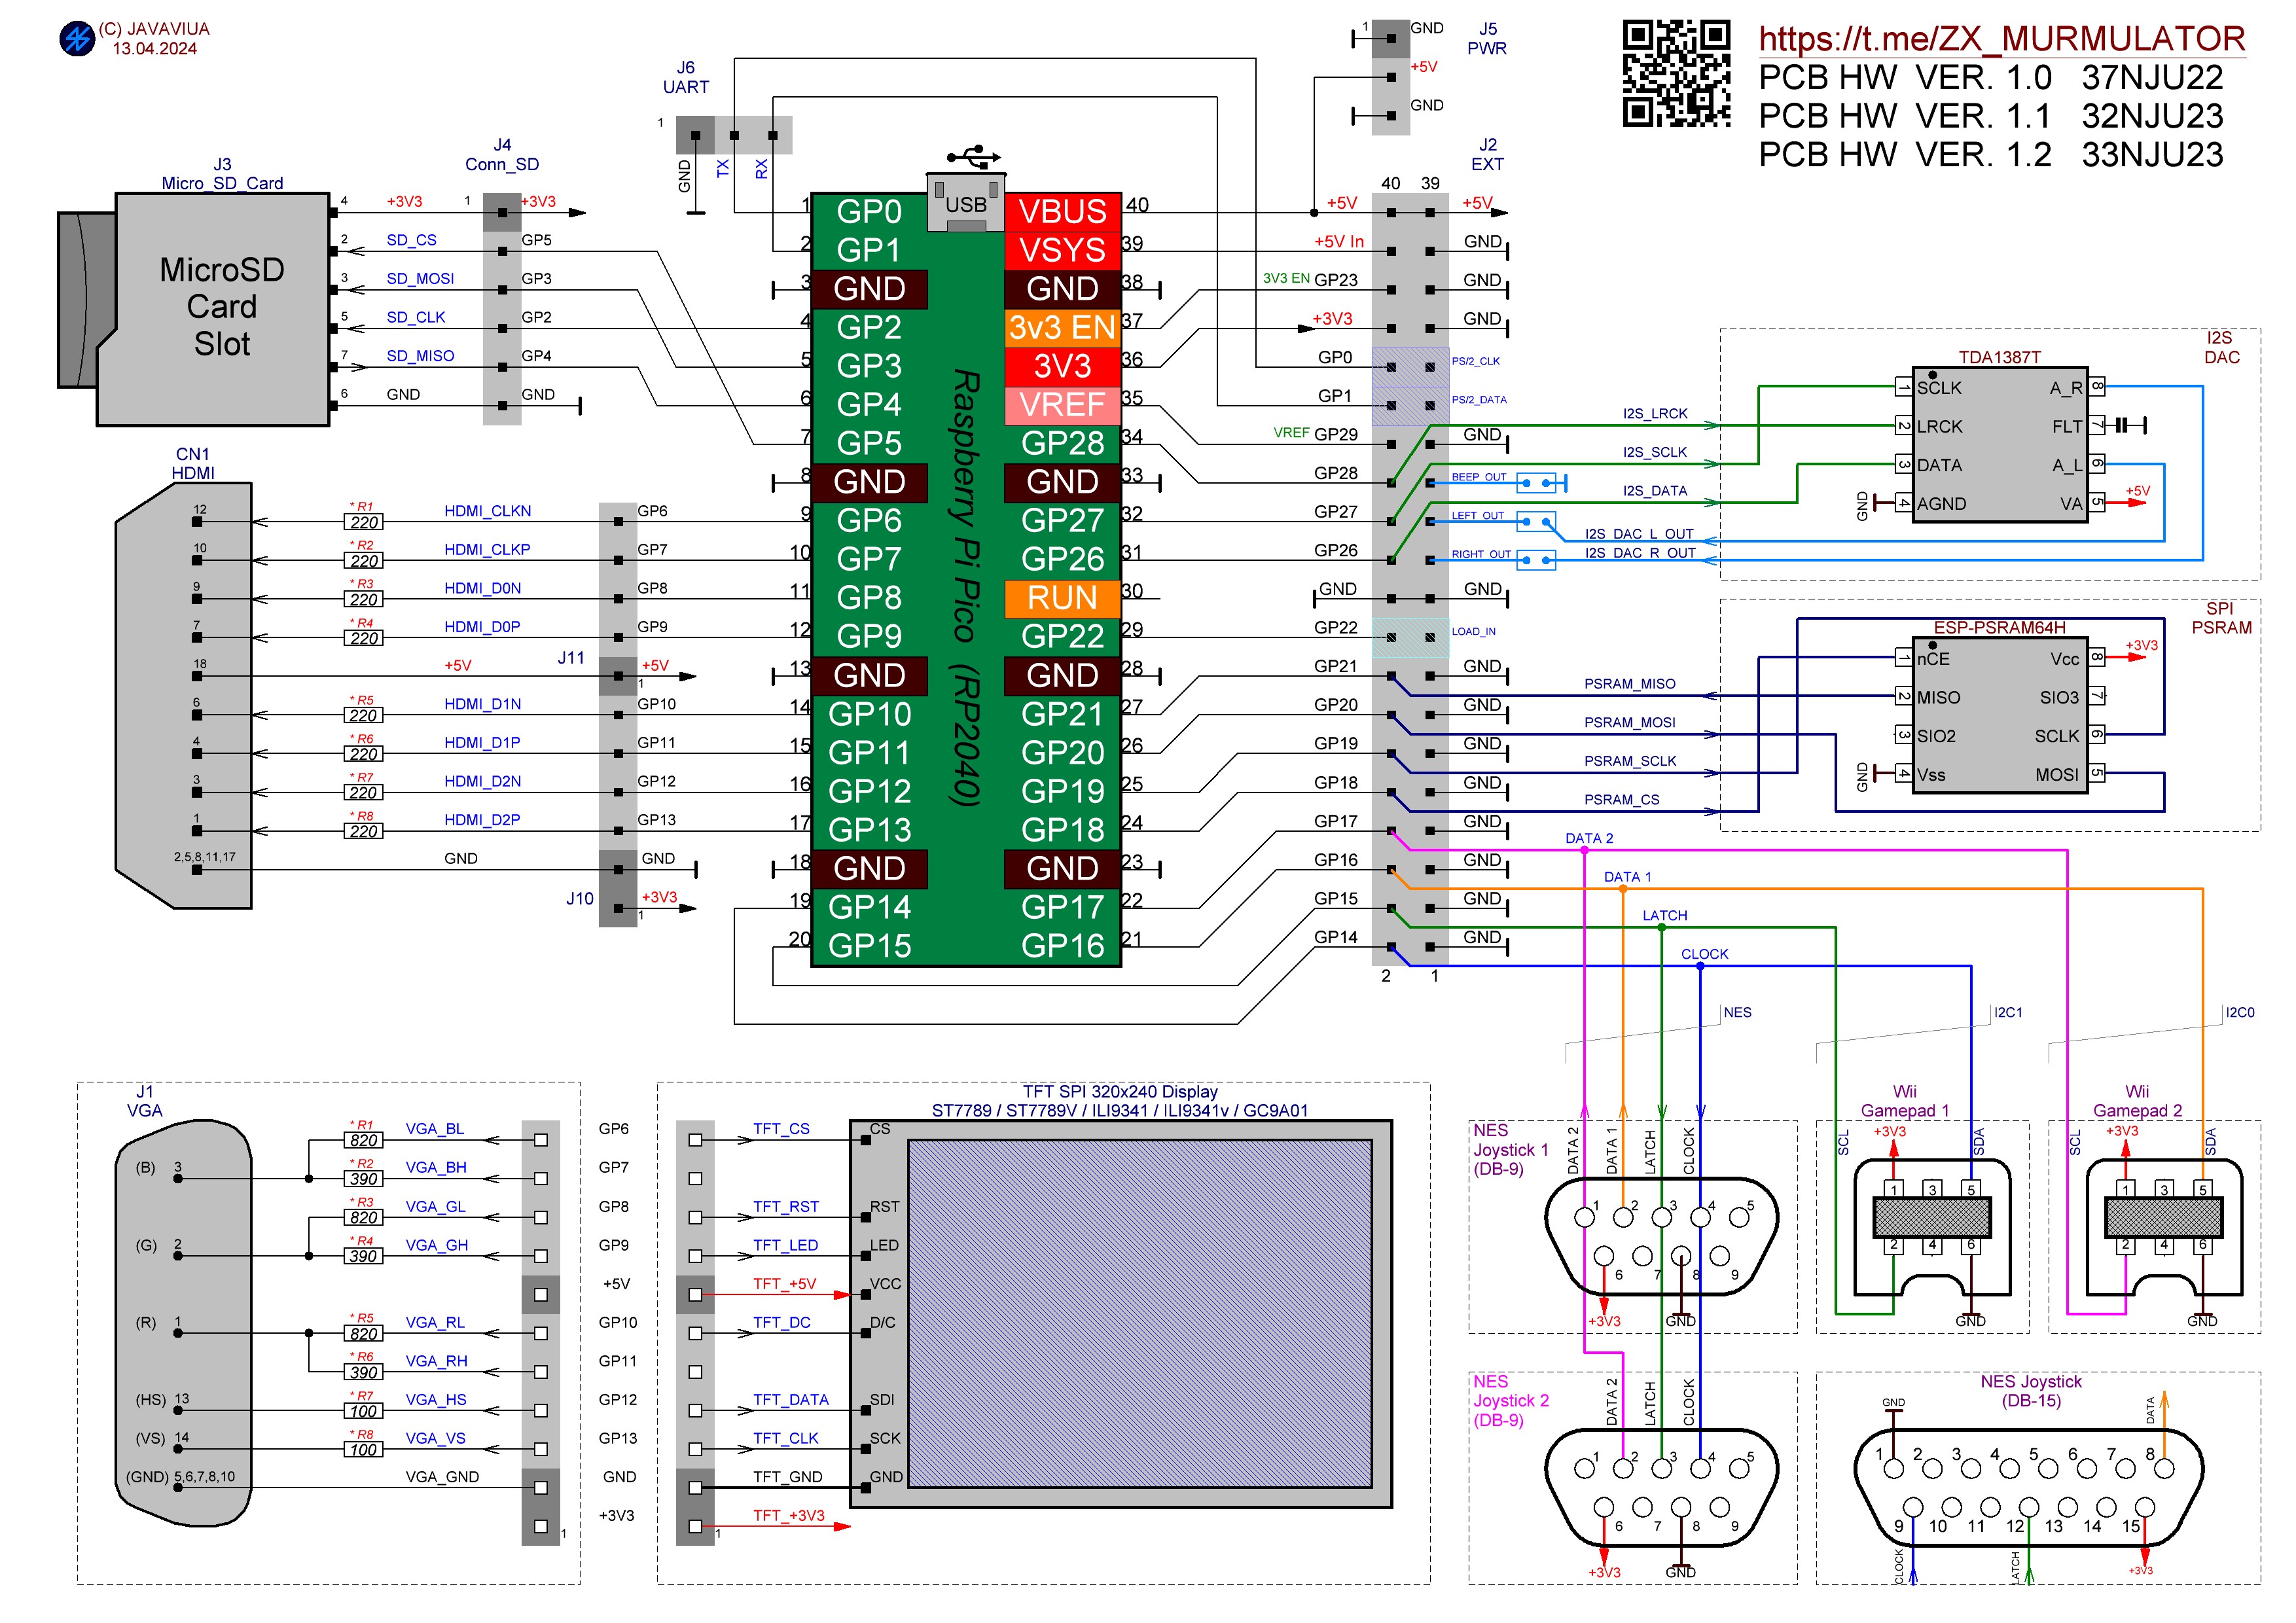 (C) JAVAVIUA
13.04.2024
https://t.me/ZX_MURMULATOR
PCB HW VER. 1.0 37NJU22
PCB HW VER. 1.1 32NJU23
PCB HW VER. 1.2 33NJU23
J5
PWR
1 GND
+5V
GND
J6
UART
1
GND
TX
RX
J3
Micro_SD_Card
MicroSD
Card
Slot
J4
Conn_SD
4 +3V3 1 +3V3
2 SD_CS GP5
3 SD_MOSI GP3
5 SD_CLK GP2
7 SD_MISO GP4
6 GND GND
CN1
HDMI
12 * R1 220 HDMI_CLKN GP6
10 * R2 220 HDMI_CLKP GP7
9 * R3 220 HDMI_D0N GP8
7 * R4 220 HDMI_D0P GP9
18 +5V J11 +5V 1
6 * R5 220 HDMI_D1N GP10
4 * R6 220 HDMI_D1P GP11
3 * R7 220 HDMI_D2N GP12
1 * R8 220 HDMI_D2P GP13
2,5,8,11,17 GND GND
J10 +3V3 1
USB
Raspberry Pi Pico (RP2040)
1 GP0 VBUS 40
2 GP1 VSYS 39
3 GND GND 38
4 GP2 3v3 EN 37
5 GP3 3V3 36
6 GP4 VREF 35
7 GP5 GP28 34
8 GND GND 33
9 GP6 GP27 32
10 GP7 GP26 31
11 GP8 RUN 30
12 GP9 GP22 29
13 GND GND 28
14 GP10 GP21 27
15 GP11 GP20 26
16 GP12 GP19 25
17 GP13 GP18 24
18 GND GND 23
19 GP14 GP17 22
20 GP15 GP16 21
J2
EXT
40 39
+5V +5V
+5V In GND
3V3 EN GP23 GND
+3V3 GND
GP0 PS/2_CLK
GP1 PS/2_DATA
VREF GP29 GND
GP28 BEEP_OUT
GP27 LEFT_OUT
GP26 RIGHT_OUT
GND GND
GP22 LOAD_IN
GP21 GND
GP20 GND
GP19 GND
GP18 GND
GP17 GND
GP16 GND
GP15 GND
GP14 GND
2 1
I2S_LRCK
I2S_SCLK
I2S_DATA
I2S_DAC_L_OUT
I2S_DAC_R_OUT
I2S
DAC
TDA1387T
1 SCLK A_R 8
2 LRCK FLT 7
3 DATA A_L 6
GND 4 AGND VA 5 +5V
SPI
PSRAM
ESP-PSRAM64H
1 nCE Vcc 8 +3V3
2 MISO SIO3 7
3 SIO2 SCLK 6
GND 4 Vss MOSI 5
PSRAM_MISO
PSRAM_MOSI
PSRAM_SCLK
PSRAM_CS
DATA 2
DATA 1
LATCH
CLOCK
NES
I2C1
I2C0
J1
VGA
(B) 3 * R1 820 VGA_BL GP6
* R2 390 VGA_BH GP7
* R3 820 VGA_GL GP8
(G) 2 * R4 390 VGA_GH GP9
+5V
(R) 1 * R5 820 VGA_RL GP10
* R6 390 VGA_RH GP11
(HS) 13 * R7 100 VGA_HS GP12
(VS) 14 * R8 100 VGA_VS GP13
(GND) 5,6,7,8,10 VGA_GND GND
1 +3V3
TFT SPI 320x240 Display
ST7789 / ST7789V / ILI9341 / ILI9341v / GC9A01
TFT_CS CS
TFT_RST RST
TFT_LED LED
TFT_+5V VCC
TFT_DC D/C
TFT_DATA SDI
TFT_CLK SCK
TFT_GND GND
1 TFT_+3V3
NES
Joystick 1
(DB-9)
DATA 2
DATA 1
LATCH
CLOCK
1 2 3 4 5
6 7 8 9
+3V3 GND
Wii
Gamepad 1
SCL
+3V3
SDA
1 3 5
2 4 6
GND
Wii
Gamepad 2
SCL
+3V3
SDA
1 3 5
2 4 6
GND
NES
Joystick 2
(DB-9)
DATA 2
LATCH
CLOCK
1 2 3 4 5
6 7 8 9
+3V3 GND
NES Joystick
(DB-15)
GND
DATA
1 2 3 4 5 6 7 8
9 10 11 12 13 14 15
CLOCK
LATCH
+3V3